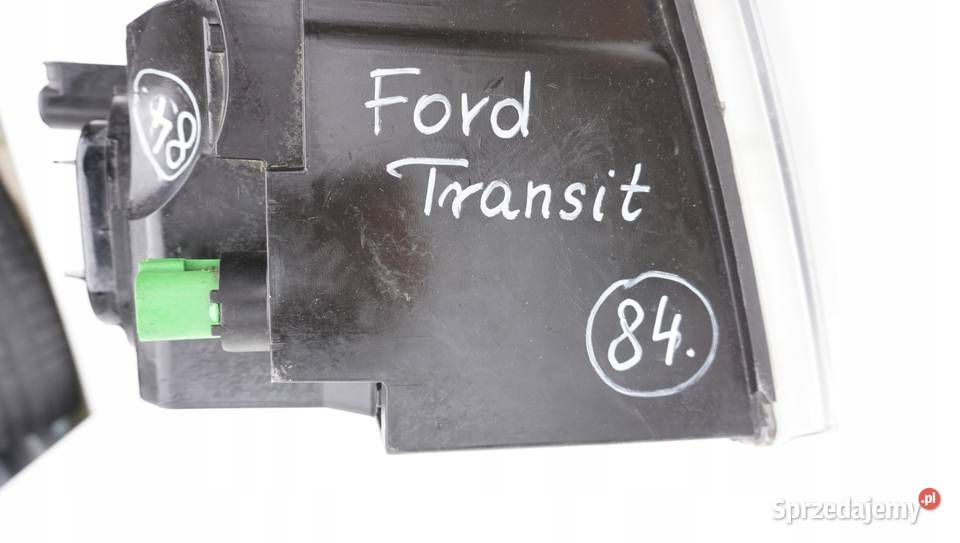 Ford
Transit
84.
84
Sprzedajemy.pl